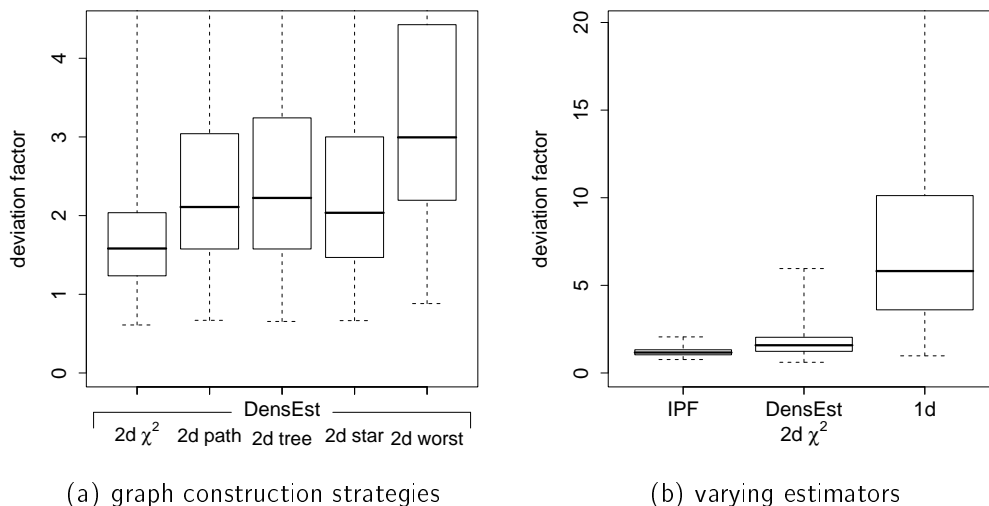 deviation factor
4
3
2
1
0
DensEst
2d χ² 2d path 2d tree 2d star 2d worst
(a) graph construction strategies
deviation factor
20
15
10
5
0
IPF DensEst 1d
2d χ²
(b) varying estimators